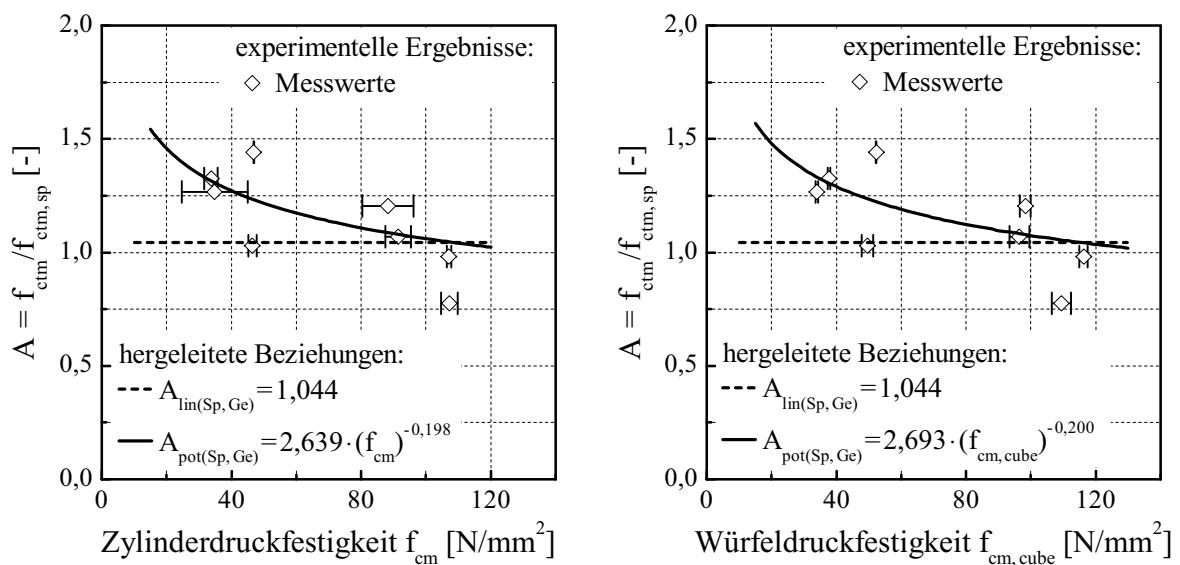 2,0
1,5
1,0
0,5
0,0
A = f_ctm/f_ctm, sp [-]
experimentelle Ergebnisse:
Messwerte
hergeleitete Beziehungen:
A_lin(Sp, Ge) = 1,044
A_pot(Sp, Ge) = 2,639 · (f_cm)^-0,198
0 40 80 120
Zylinderdruckfestigkeit f_cm [N/mm²]
2,0
1,5
1,0
0,5
0,0
A = f_ctm/f_ctm, sp [-]
experimentelle Ergebnisse:
Messwerte
hergeleitete Beziehungen:
A_lin(Sp, Ge) = 1,044
A_pot(Sp, Ge) = 2,693 · (f_cm, cube)^-0,200
0 40 80 120
Würfeldruckfestigkeit f_cm, cube [N/mm²]